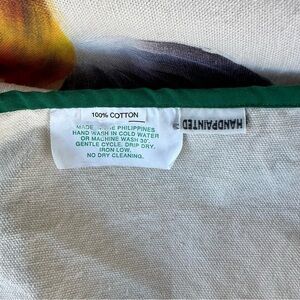 100% COTTON
MADE THE PHILIPPINES
HAND WASH IN COLD WATER
OR MACHINE WASH 30°,
GENTLE CYCLE. DRIP DRY.
IRON LOW.
NO DRY CLEANING.
HANDPAINTED